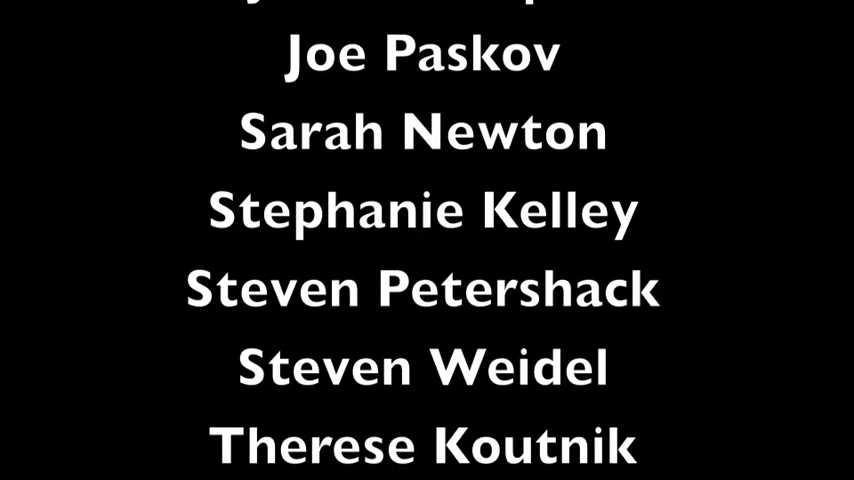 Joe Paskov
Sarah Newton
Stephanie Kelley
Steven Petershack
Steven Weidel
Therese Koutnik